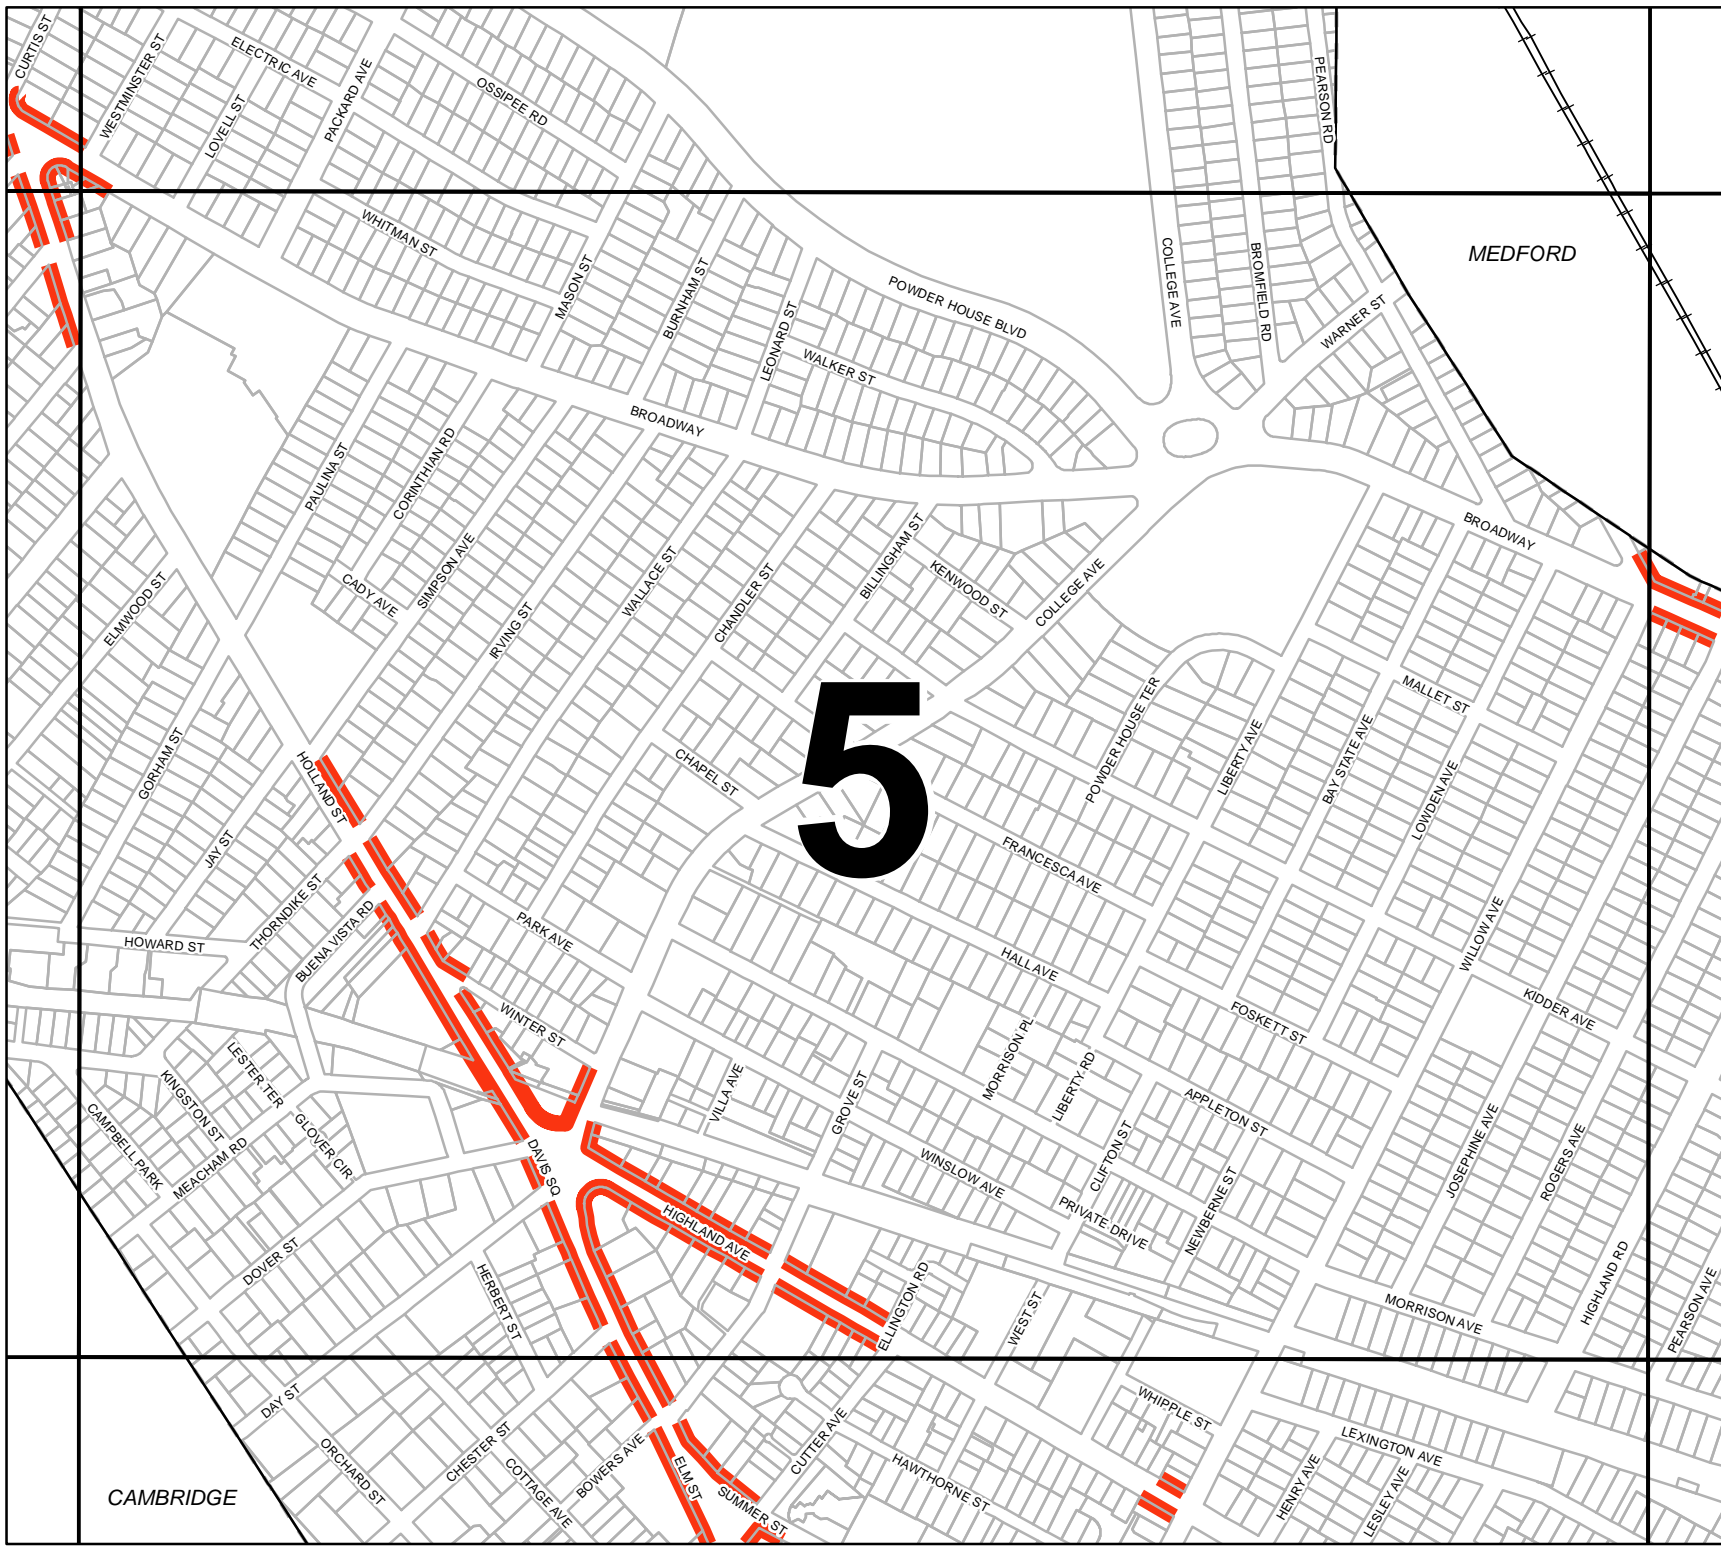 CURTIS ST
WESTMINSTER ST
ELECTRIC AVE
LOVELL ST
PACKARD AVE
OSSIPEE RD
PEARSON RD
WHITMAN ST
MASON ST
BURNHAM ST
LEONARD ST
POWDER HOUSE BLVD
COLLEGE AVE
BROMFIELD RD
WARNER ST
MEDFORD
WALKER ST
BROADWAY
PAULINA ST
CORINTHIAN RD
CADY AVE
SIMPSON AVE
IRVING ST
WALLACE ST
CHANDLER ST
BILLINGHAM ST
KENWOOD ST
COLLEGE AVE
BROADWAY
ELMWOOD ST
GORHAM ST
HOLLAND ST
JAY ST
CHAPEL ST
5
POWDER HOUSE TER
LIBERTY AVE
BAY STATE AVE
MALLET ST
LOWDEN AVE
FRANCESCA AVE
WILLOW AVE
THORNDIKE ST
BUENA VISTA RD
HOWARD ST
PARK AVE
HALL AVE
KIDDER AVE
FOSKETT ST
WINTER ST
LESTER TER
KINGSTON ST
GLOVER CIR
CAMPBELL PARK
MEACHAM RD
VILLA AVE
GROVE ST
MORRISON PL
LIBERTY RD
APPLETON ST
CLIFTON ST
JOSEPHINE AVE
ROGERS AVE
DAVIS SQ
WINSLOW AVE
PRIVATE DRIVE
NEWBERNE ST
HIGHLAND AVE
DOVER ST
HERBERT ST
ELLINGTON RD
WEST ST
MORRISON AVE
HIGHLAND RD
PEARSON AVE
DAY ST
ORCHARD ST
CHESTER ST
COTTAGE AVE
BOWERS AVE
ELM ST
SUMMER ST
CUTTER AVE
HAWTHORNE ST
WHIPPLE ST
HENRY AVE
LESLEY AVE
LEXINGTON AVE
CAMBRIDGE